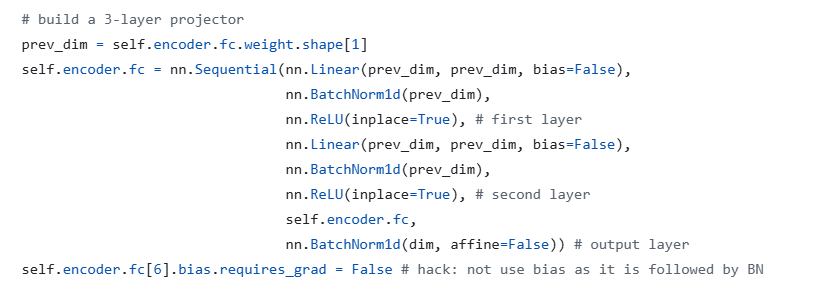 # build a 3-layer projector
prev_dim = self.encoder.fc.weight.shape[1]
self.encoder.fc = nn.Sequential(nn.Linear(prev_dim, prev_dim, bias=False),
nn.BatchNorm1d(prev_dim),
nn.ReLU(inplace=True), # first layer
nn.Linear(prev_dim, prev_dim, bias=False),
nn.BatchNorm1d(prev_dim),
nn.ReLU(inplace=True), # second layer
self.encoder.fc,
nn.BatchNorm1d(dim, affine=False)) # output layer
self.encoder.fc[6].bias.requires_grad = False # hack: not use bias as it is followed by BN